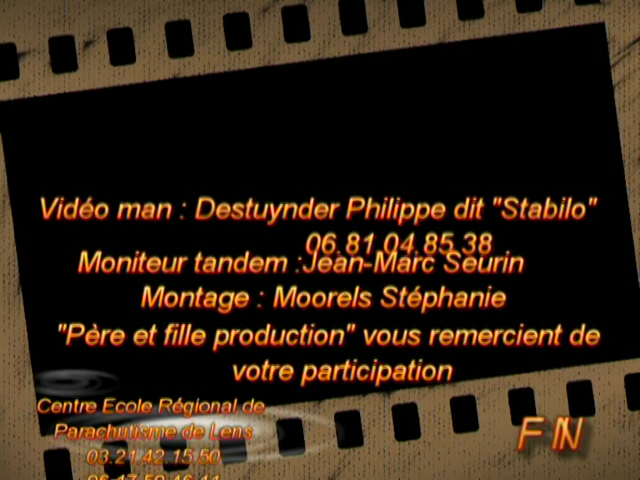 Vidéo man : Destuynder Philippe dit "Stabilo"
06.81.04.85.38
Moniteur tandem :Jean-Marc Seurin
Montage : Moorels Stéphanie
"Père et fille production" vous remercient de
votre participation
Centre Ecole Régional de
Parachutisme de Lens
03.21.42.15.50
FIN